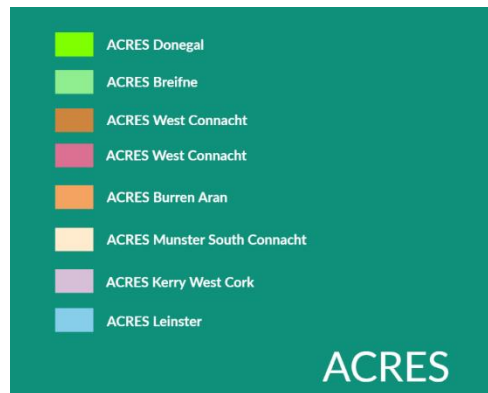 ACRES Donegal
ACRES Breifne
ACRES West Connacht
ACRES West Connacht
ACRES Burren Aran
ACRES Munster South Connacht
ACRES Kerry West Cork
ACRES Leinster
ACRES